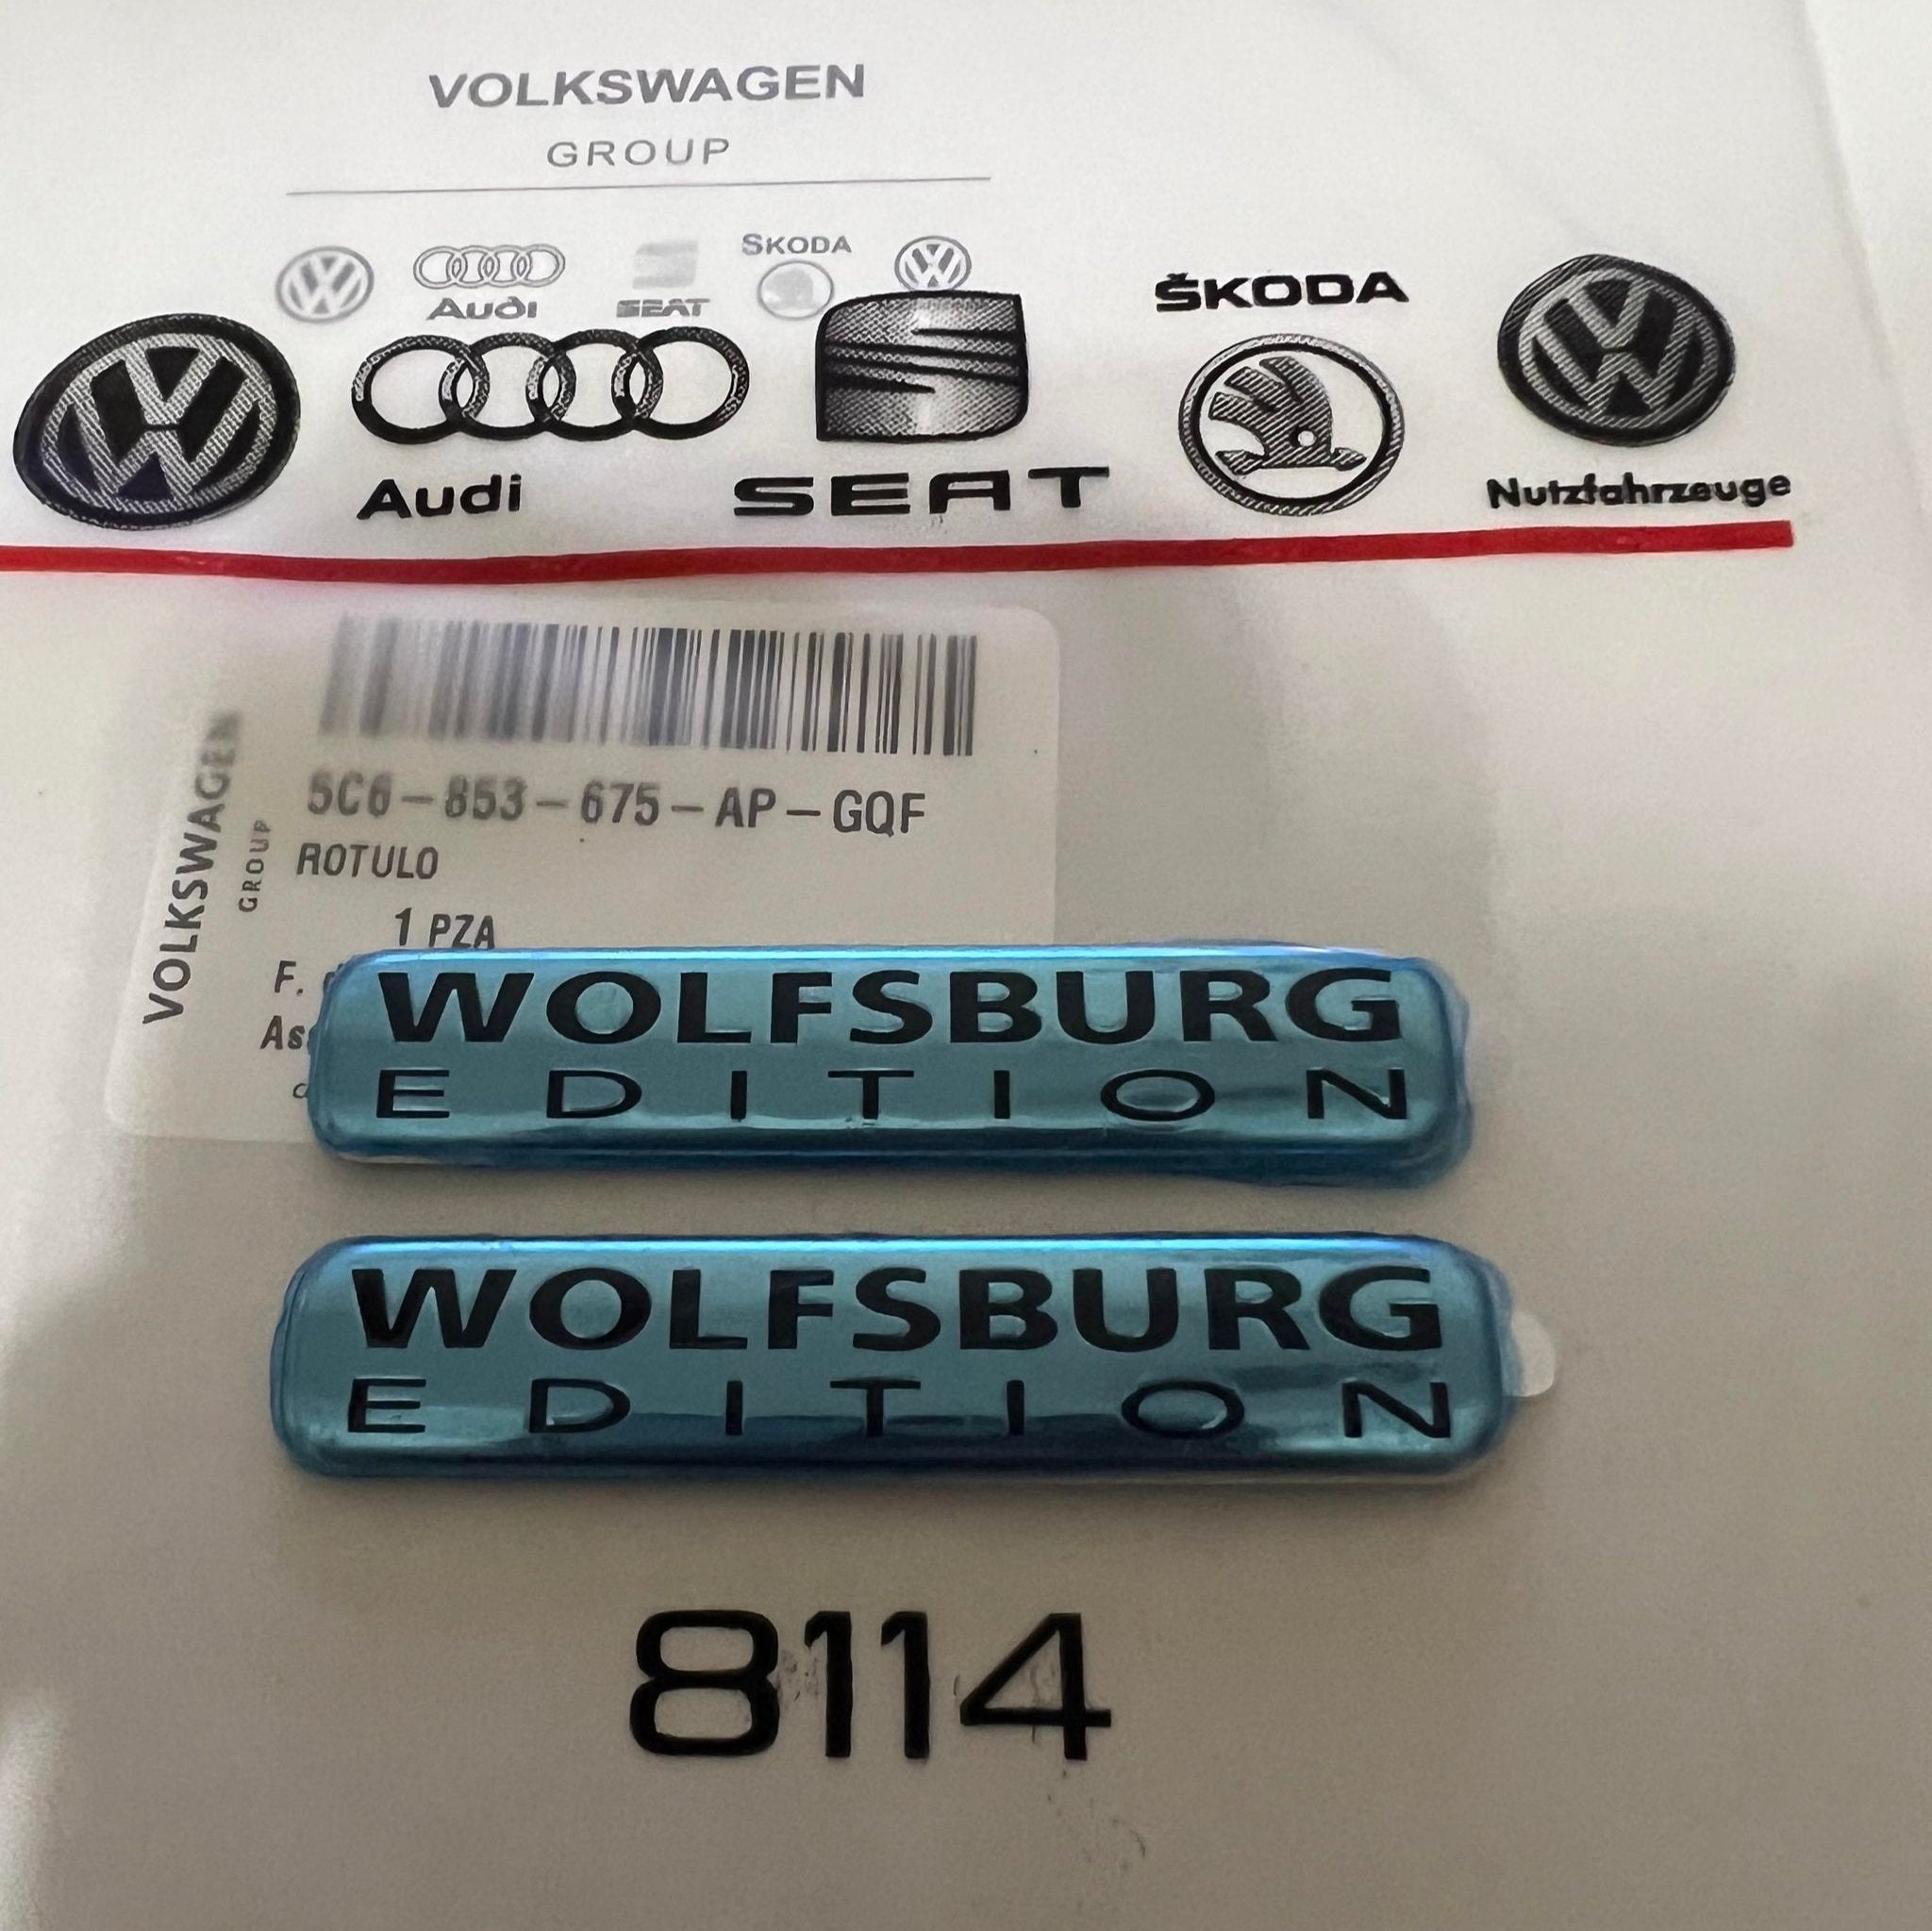 VOLKSWAGEN
GROUP
Audi
SEAT
ŠKODA
Audi
SEAT
ŠKODA
Nutzfahrzeuge
VOLKSWAGEN
GROUP
5C6-853-675-AP-GQF
ROTULO
1 PZA
F.
WOLFSBURG
EDITION
WOLFSBURG
EDITION
8114